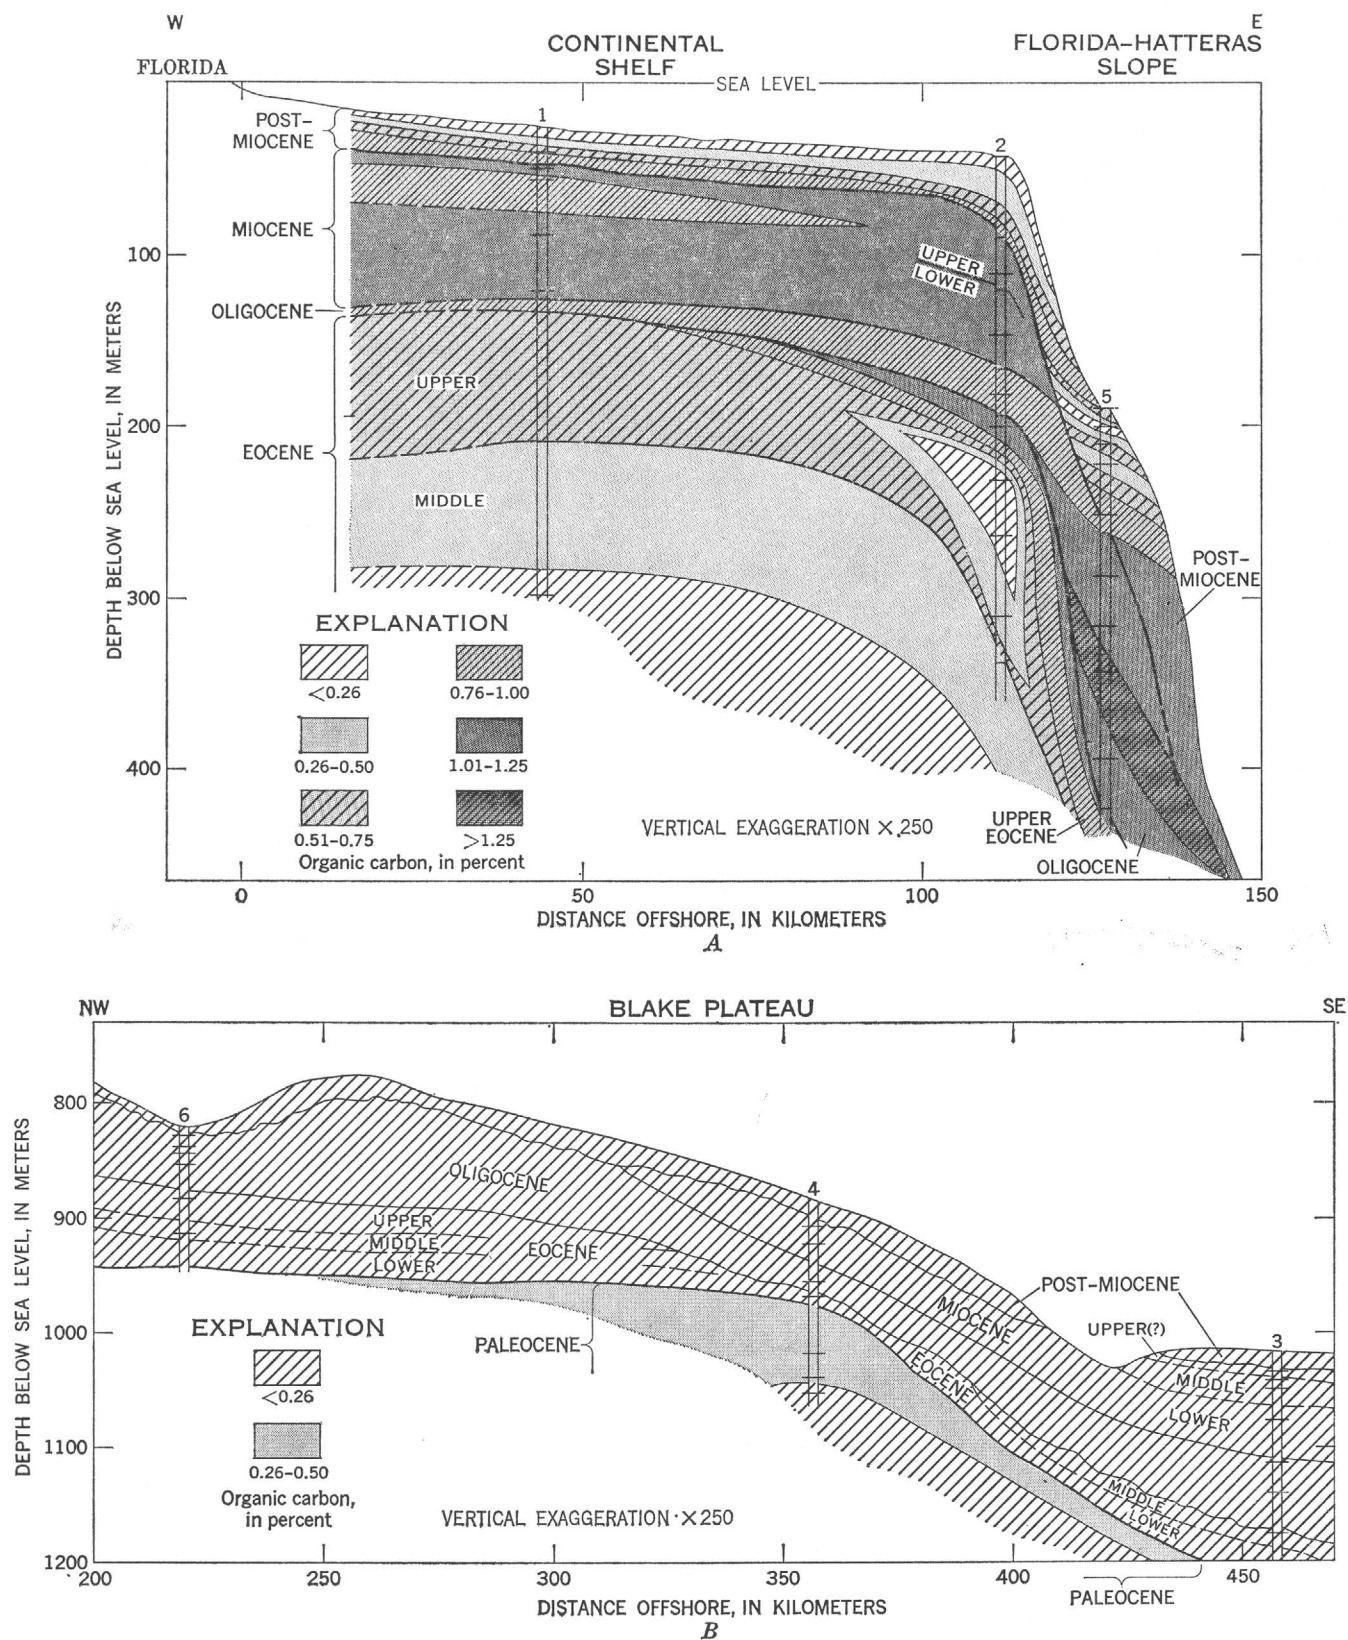 W
E
CONTINENTAL
SHELF
FLORIDA–HATTERAS
SLOPE
FLORIDA
SEA LEVEL
POST–
MIOCENE
1
2
MIOCENE
100
UPPER
LOWER
OLIGOCENE
UPPER
5
200
EOCENE
MIDDLE
DEPTH BELOW SEA LEVEL, IN METERS
POST–
MIOCENE
300
EXPLANATION
<0.26
0.76–1.00
0.26–0.50
1.01–1.25
0.51–0.75
>1.25
Organic carbon, in percent
400
VERTICAL EXAGGERATION ×250
UPPER
EOCENE
OLIGOCENE
0
50
100
150
DISTANCE OFFSHORE, IN KILOMETERS
A
NW
BLAKE PLATEAU
SE
800
6
OLIGOCENE
4
900
UPPER
MIDDLE
LOWER
EOCENE
DEPTH BELOW SEA LEVEL, IN METERS
POST–MIOCENE
MIOCENE
UPPER(?)
3
1000
EXPLANATION
PALEOCENE
<0.26
EOCENE
MIDDLE
LOWER
1100
0.26–0.50
Organic carbon,
in percent
VERTICAL EXAGGERATION ×250
MIDDLE
LOWER
1200
200
250
300
350
400
450
PALEOCENE
DISTANCE OFFSHORE, IN KILOMETERS
B